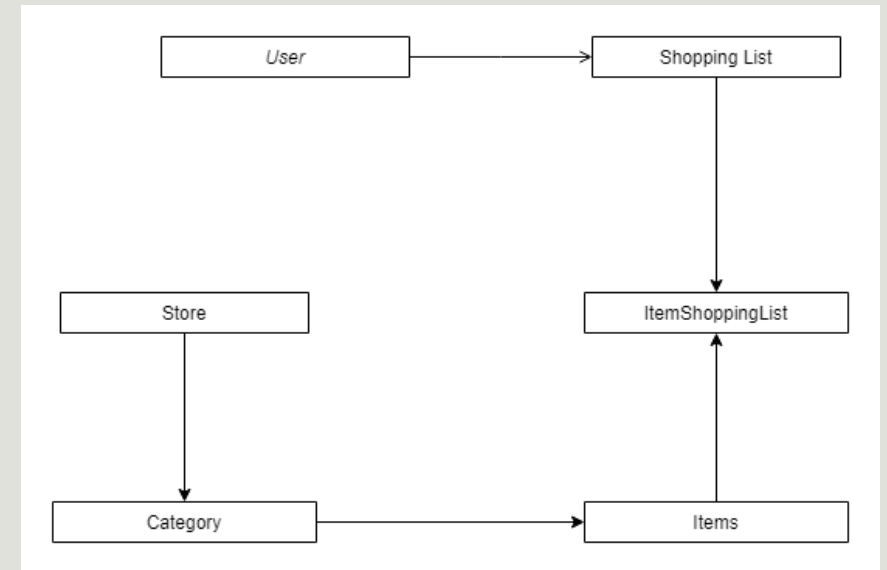 User
Shopping List
Store
ItemShoppingList
Category
Items